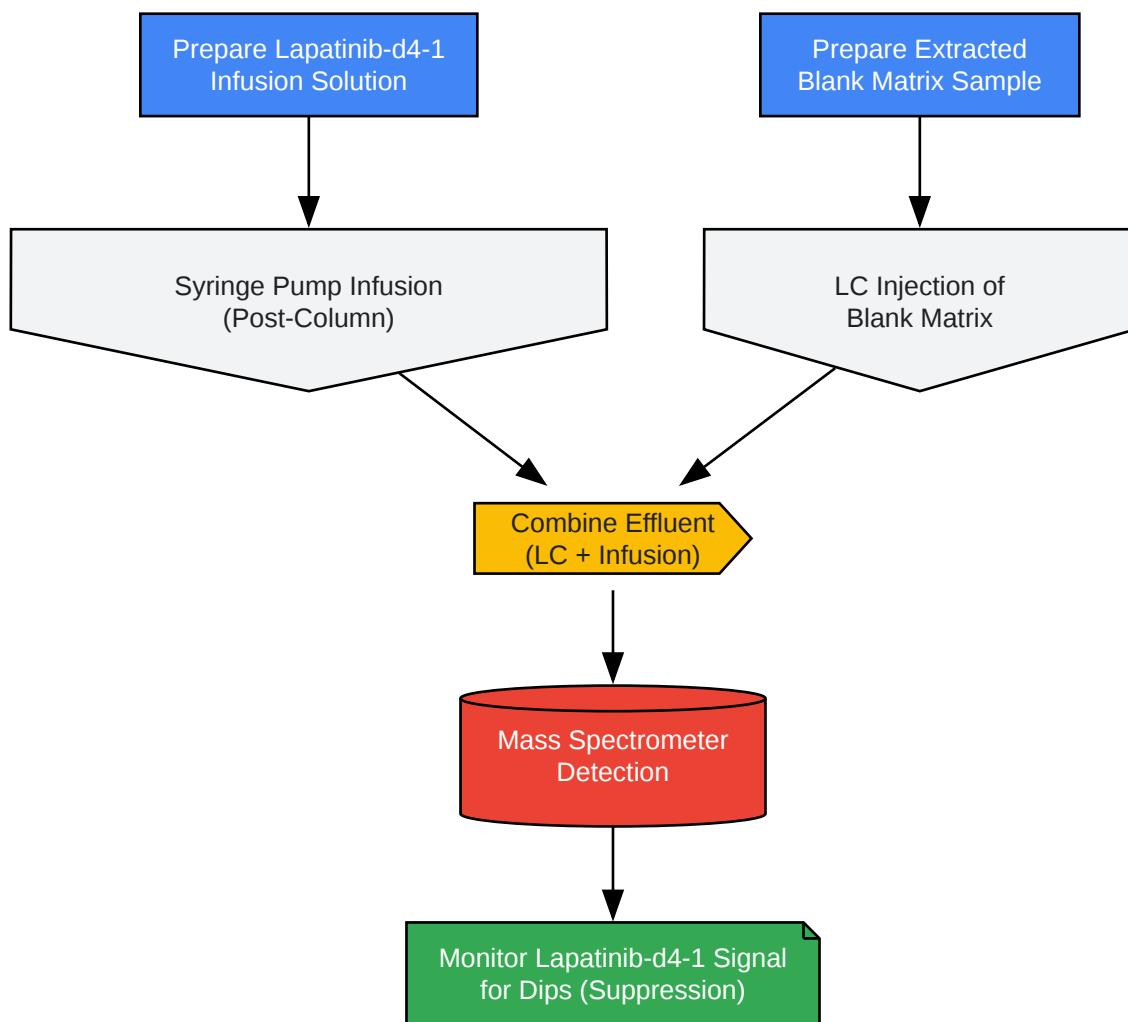 Prepare Lapatinib-d4-1
Infusion Solution
Prepare Extracted
Blank Matrix Sample
Syringe Pump Infusion
(Post-Column)
LC Injection of
Blank Matrix
Combine Effluent
(LC + Infusion)
Mass Spectrometer
Detection
Monitor Lapatinib-d4-1 Signal
for Dips (Suppression)